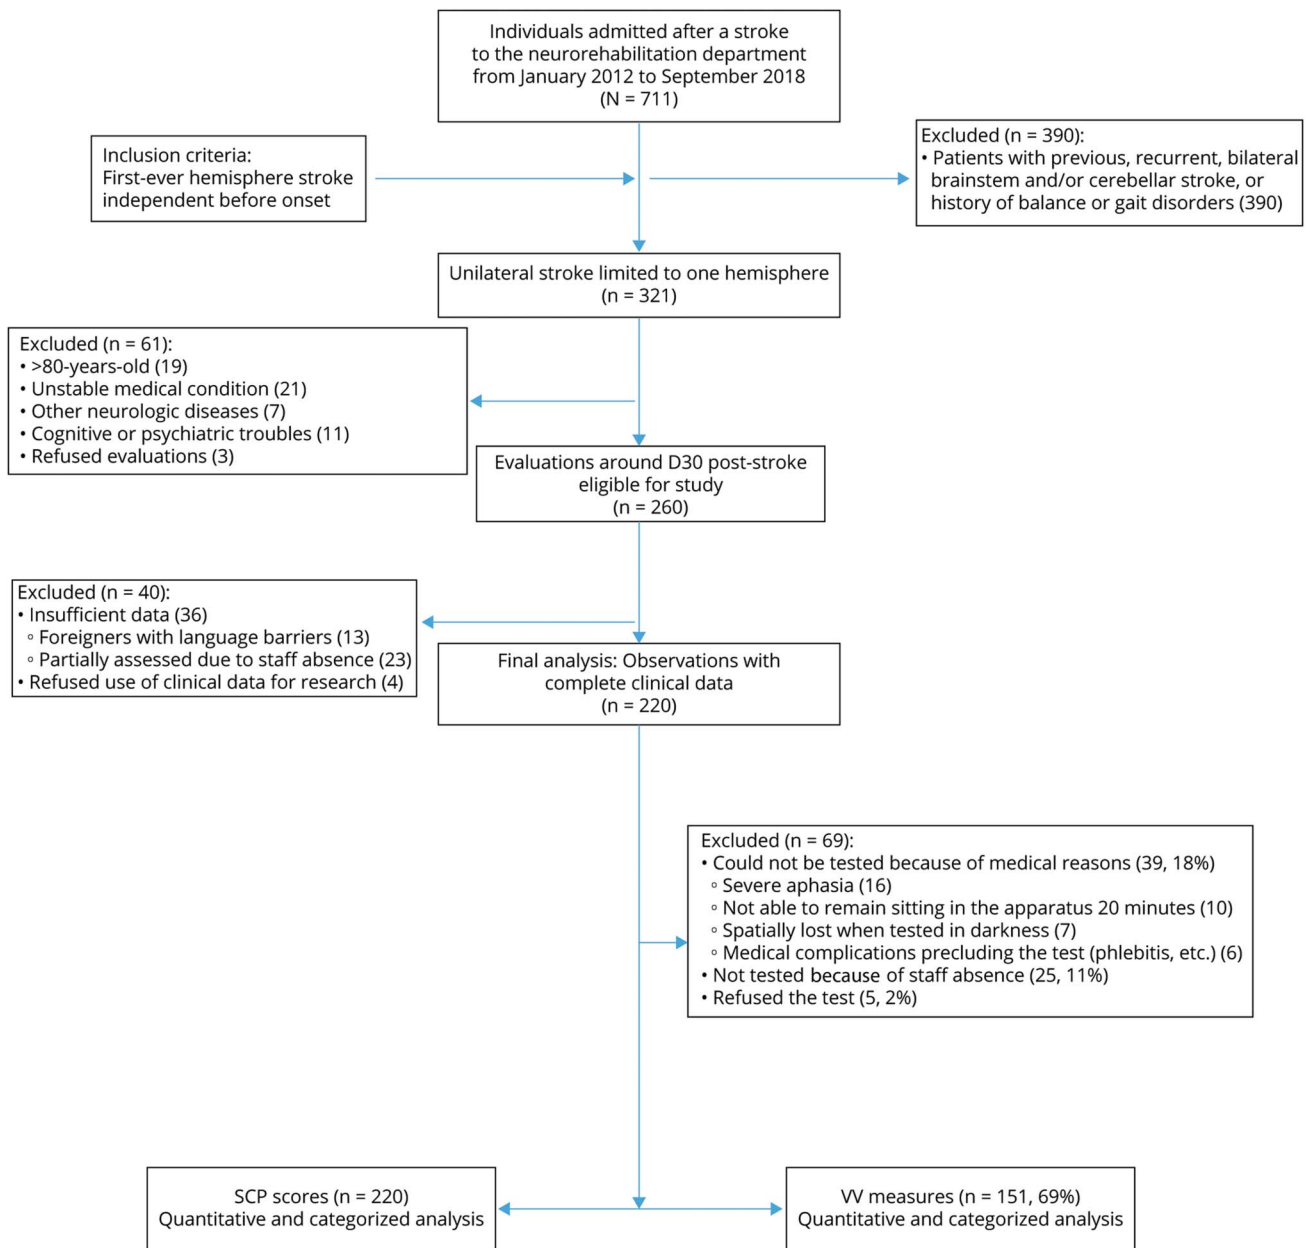 Individuals admitted after a stroke
to the neurorehabilitation department
from January 2012 to September 2018
(N = 711)
Inclusion criteria:
First-ever hemisphere stroke
independent before onset
Excluded (n = 390):
• Patients with previous, recurrent, bilateral
brainstem and/or cerebellar stroke, or
history of balance or gait disorders (390)
Unilateral stroke limited to one hemisphere
(n = 321)
Excluded (n = 61):
• >80-years-old (19)
• Unstable medical condition (21)
• Other neurologic diseases (7)
• Cognitive or psychiatric troubles (11)
• Refused evaluations (3)
Evaluations around D30 post-stroke
eligible for study
(n = 260)
Excluded (n = 40):
• Insufficient data (36)
◦ Foreigners with language barriers (13)
◦ Partially assessed due to staff absence (23)
• Refused use of clinical data for research (4)
Final analysis: Observations with
complete clinical data
(n = 220)
Excluded (n = 69):
• Could not be tested because of medical reasons (39, 18%)
◦ Severe aphasia (16)
◦ Not able to remain sitting in the apparatus 20 minutes (10)
◦ Spatially lost when tested in darkness (7)
◦ Medical complications precluding the test (phlebitis, etc.) (6)
• Not tested because of staff absence (25, 11%)
• Refused the test (5, 2%)
SCP scores (n = 220)
Quantitative and categorized analysis
VV measures (n = 151, 69%)
Quantitative and categorized analysis